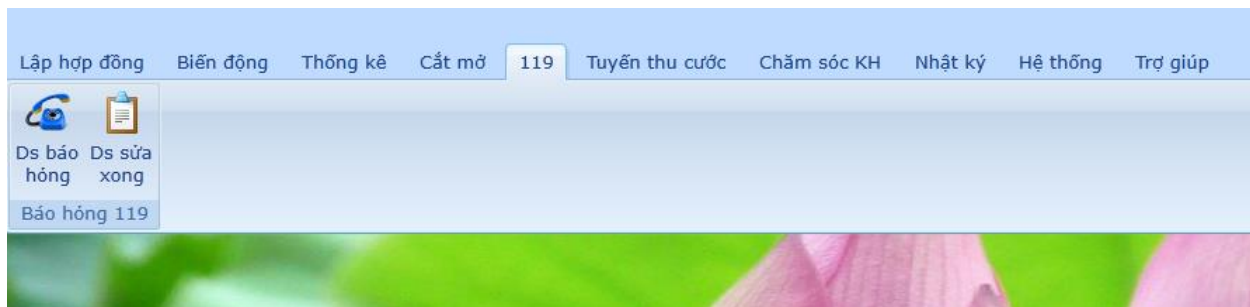 Lập hợp đồng Biến động Thống kê Cắt mở 119 Tuyến thu cước Chăm sóc KH Nhật ký Hệ thống Trợ giúp
Ds báo hỏng
Ds sửa xong
Báo hỏng 119